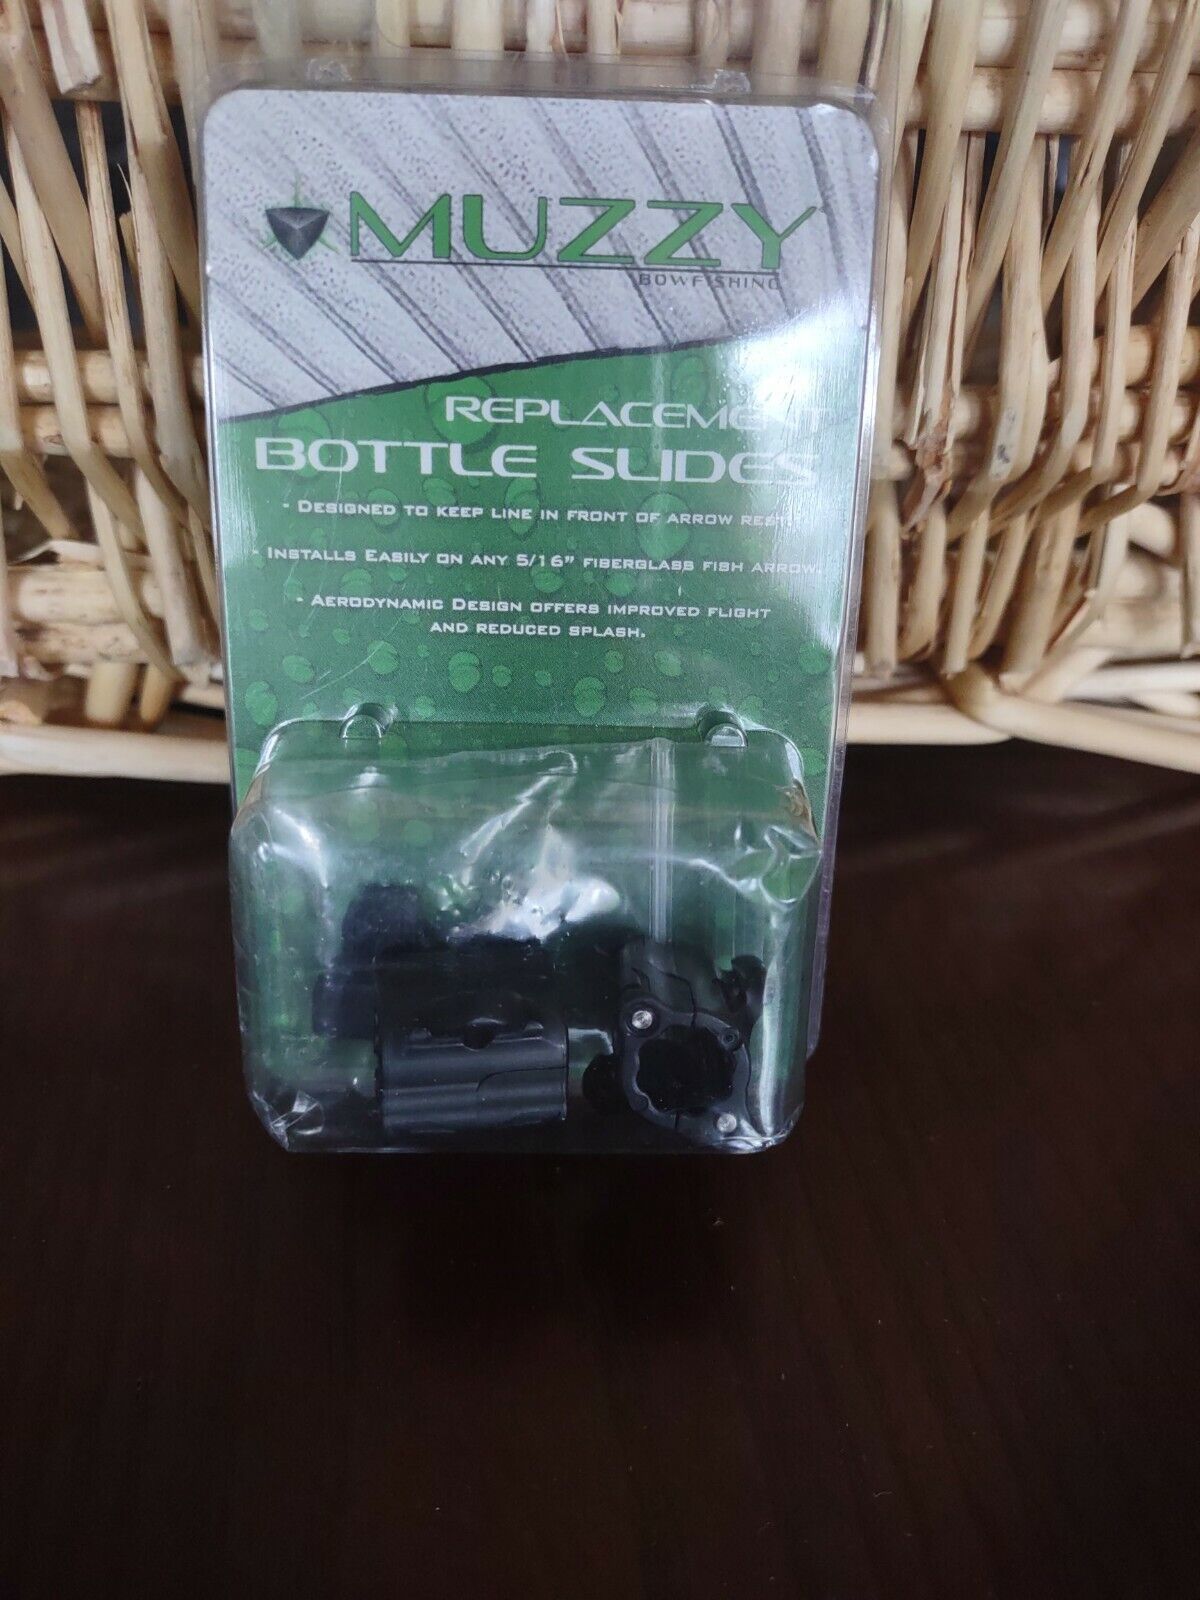 MUZZY
BOWFISHING
REPLACEMENT
BOTTLE SLIDES
- DESIGNED TO KEEP LINE IN FRONT OF ARROW REST.
- INSTALLS EASILY ON ANY 5/16" FIBERGLASS FISH ARROW.
- AERODYNAMIC DESIGN OFFERS IMPROVED FLIGHT
AND REDUCED SPLASH.